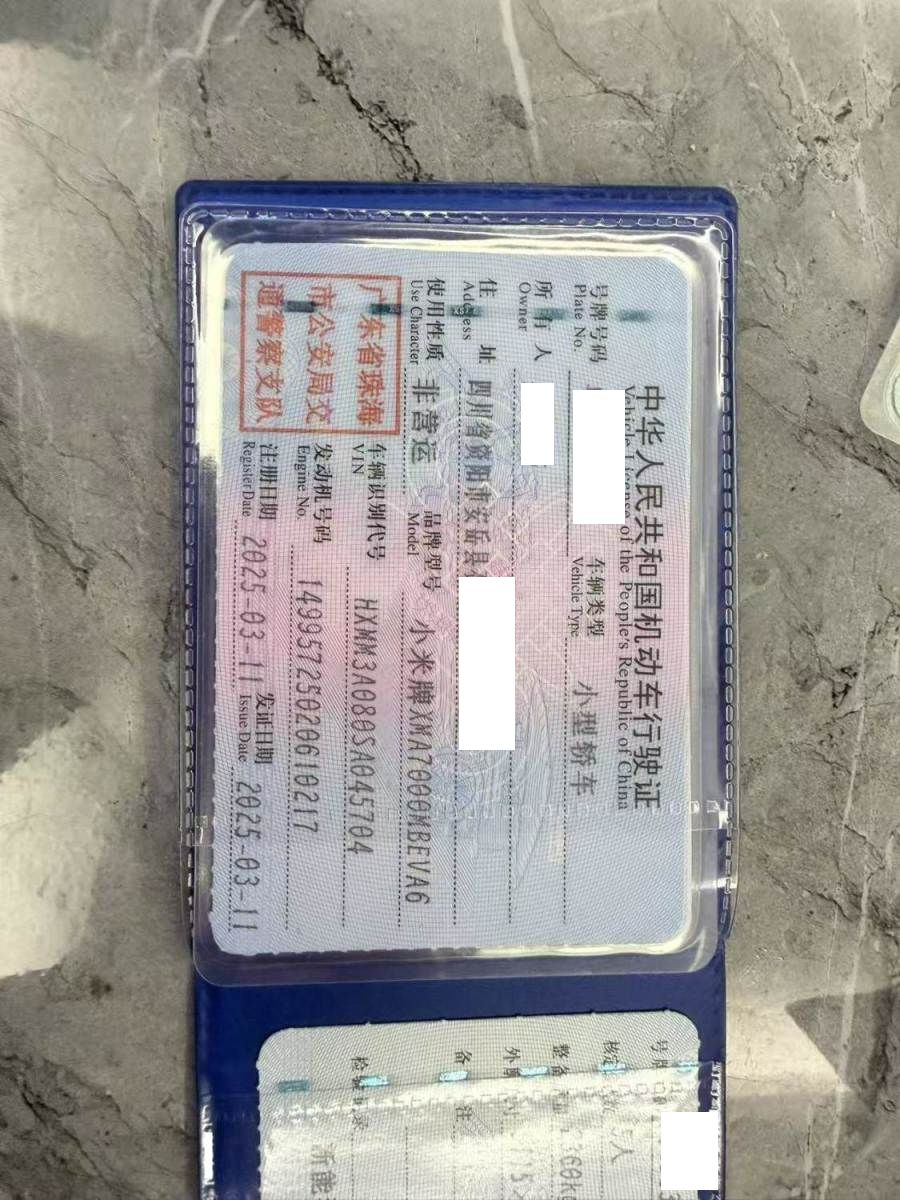 中华人民共和国机动车行驶证
Vehicle License of the People's Republic of China
号牌号码
Plate No.
车辆类型
Vehicle Type
小型轿车
所有人
Owner
住址
Address
四川省资阳市安岳县
使用性质
Use Character
非营运
品牌型号
Model
小米牌XMA7000MBEVA6
广东省珠海
市公安局交
通警察支队
车辆识别代号
VIN
HXMM3A080SA045704
发动机号码
Engine No.
14995725020610217
注册日期
Register Date
2025-03-11
发证日期
Issue Date
2025-03-11